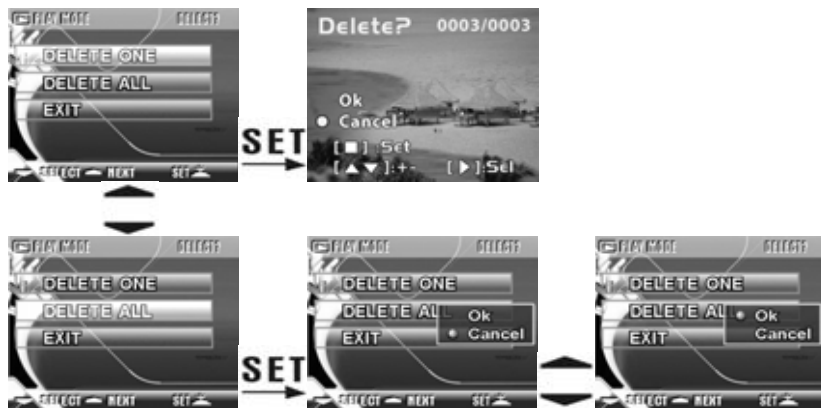 PLAY MODE
DELETE ONE
DELETE ALL
EXIT
SELECT NEXT SET
SET
Delete? 0003/0003
Ok
Cancel
[■]:Set
[▲▼]:+- [▶]:Sel
PLAY MODE
DELETE ONE
DELETE ALL
EXIT
SELECT NEXT SET
SET
PLAY MODE
DELETE ONE
DELETE ALL
Ok
EXIT
Cancel
SELECT NEXT SET
PLAY MODE
DELETE ONE
DELETE ALL
Ok
EXIT
Cancel
SELECT NEXT SET